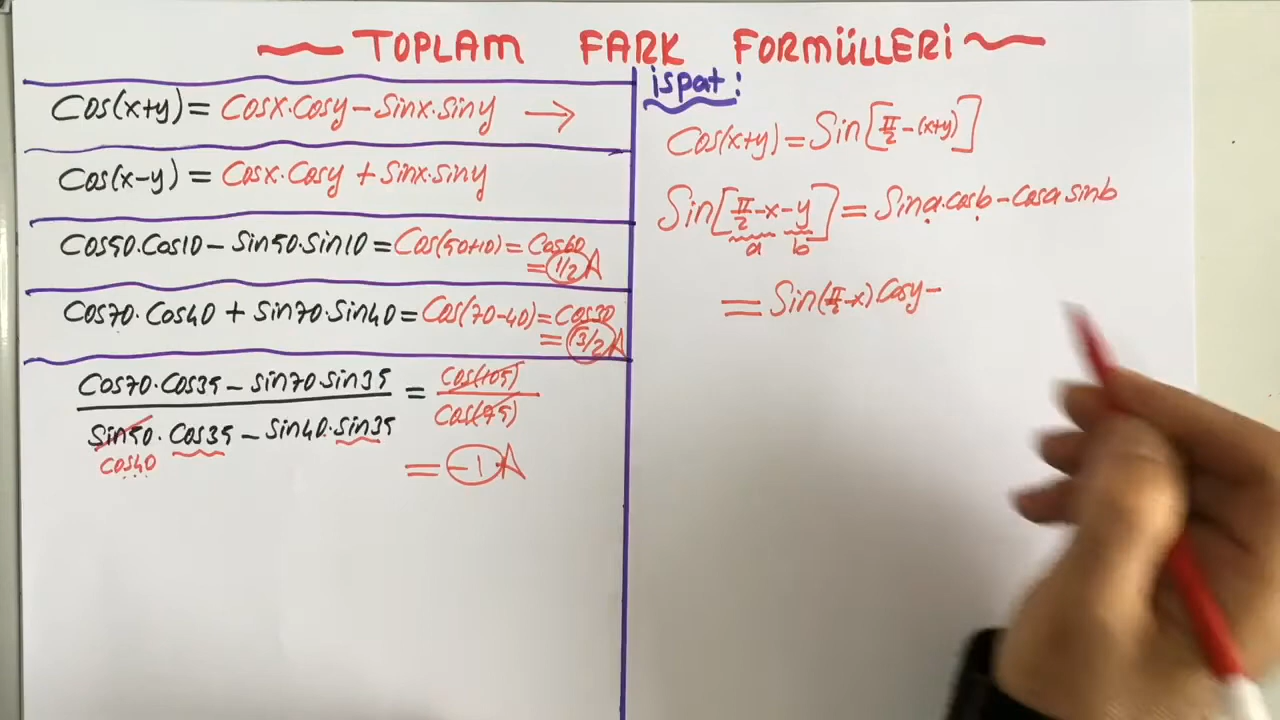 TOPLAM FARK FORMÜLLERİ
Cos(x+y) = Cosx.Cosy - Sinx.Siny →
Cos(x-y) = Cosx.Cosy + Sinx.Siny
Cos50.Cos10 - Sin50.Sin10 = Cos(50+10) = Cos60
= 1/2 A
Cos70.Cos40 + Sin70.Sin40 = Cos(70-40) = Cos30
= √3/2 A
Cos70.Cos35 - Sin70.Sin35 = Cos(105)
Sin50.Cos35 - Sin40.Sin35 Cos(75)
Cos40
= -1 A
İspat:
Cos(x+y) = Sin[π/2 - (x+y)]
Sin[π/2 - x - y] = Sina.cosb - Cosa sinb
a b
= Sin(π/2 - x) Cosy -